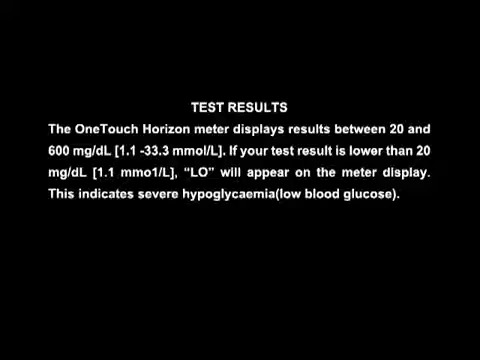 TEST RESULTS
The OneTouch Horizon meter displays results between 20 and
600 mg/dL [1.1 -33.3 mmol/L]. If your test result is lower than 20
mg/dL [1.1 mmo1/L], “LO” will appear on the meter display.
This indicates severe hypoglycaemia(low blood glucose).